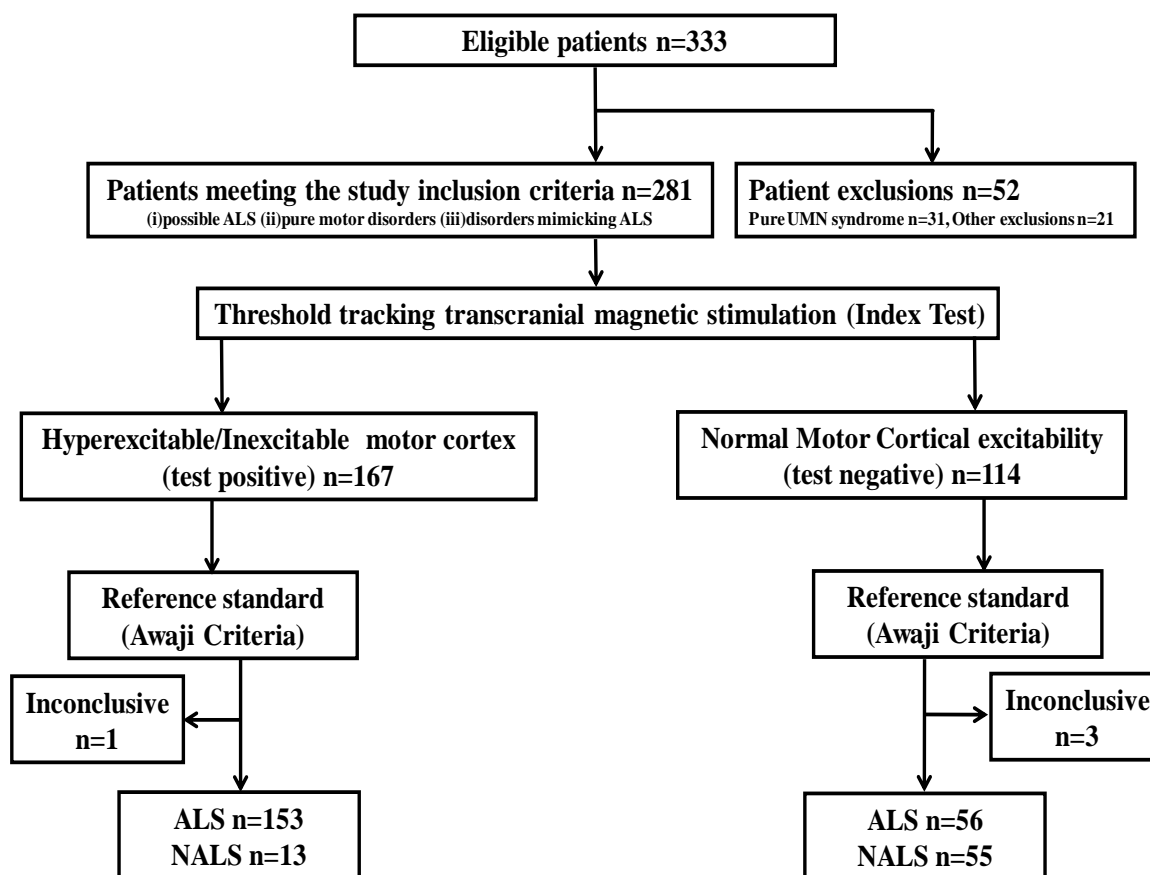 Eligible patients n=333
Patients meeting the study inclusion criteria n=281
(i)possible ALS (ii)pure motor disorders (iii)disorders mimicking ALS
Patient exclusions n=52
Pure UMN syndrome n=31, Other exclusions n=21
Threshold tracking transcranial magnetic stimulation (Index Test)
Hyperexcitable/Inexcitable motor cortex
(test positive) n=167
Normal Motor Cortical excitability
(test negative) n=114
Reference standard
(Awaji Criteria)
Reference standard
(Awaji Criteria)
Inconclusive
n=1
Inconclusive
n=3
ALS n=153
NALS n=13
ALS n=56
NALS n=55